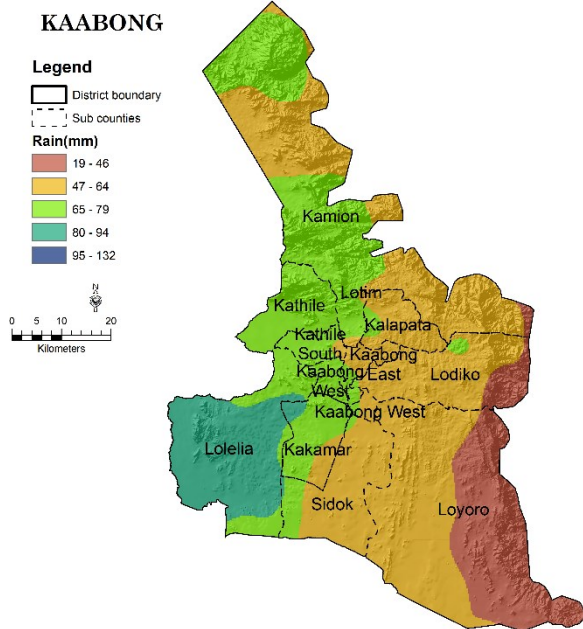 KAABONG
Legend
District boundary
Sub counties
Rain(mm)
19 - 46
47 - 64
65 - 79
80 - 94
95 - 132
N
0 5 10 20
Kilometers
Kamion
Lotim
Kathile
Kalapata
Kathile
South
Kaabong
East
Kaabong
West
Lodiko
Kaabong West
Lolelia
Kakamar
Sidok
Loyoro